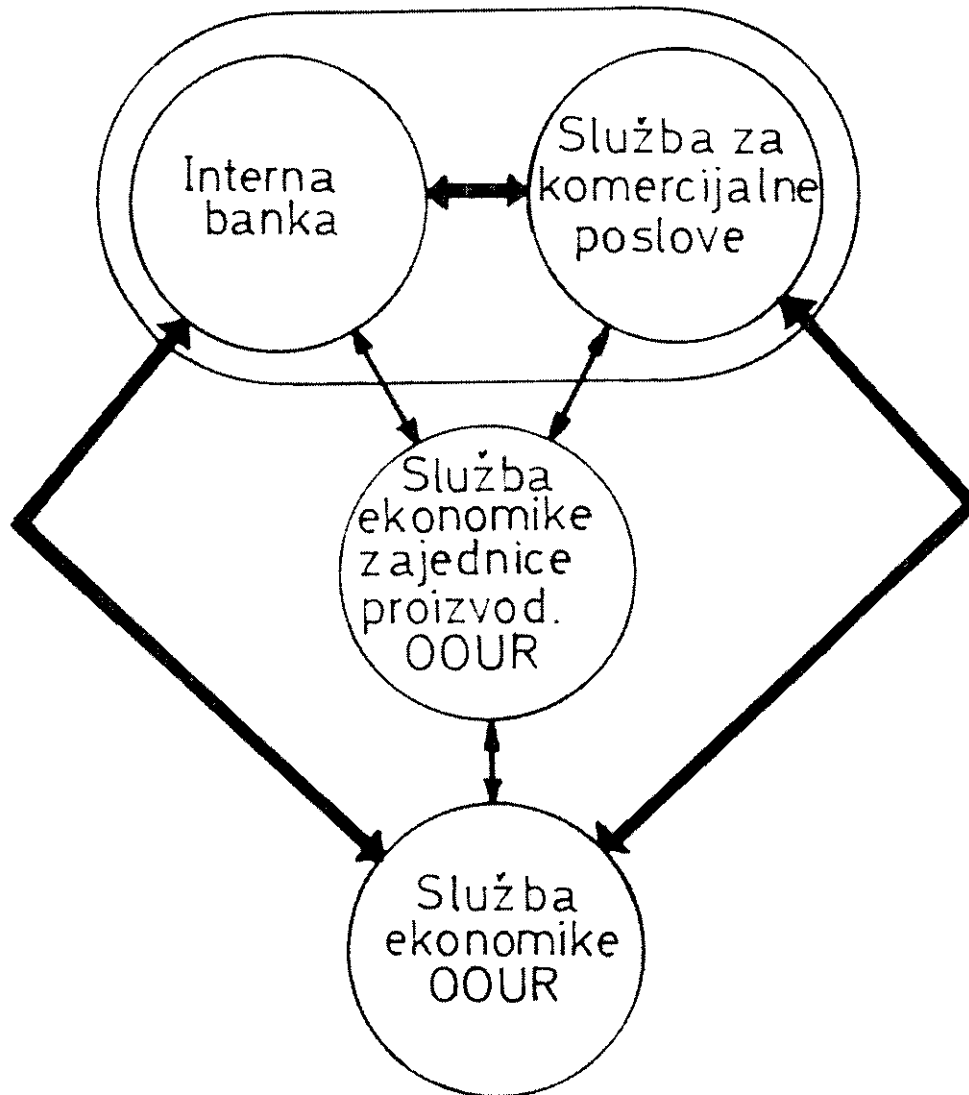 Interna
banka
Služba za
komercijalne
poslove
Služba
ekonomike
zajednice
proizvod.
OOUR
Služba
ekonomike
OOUR